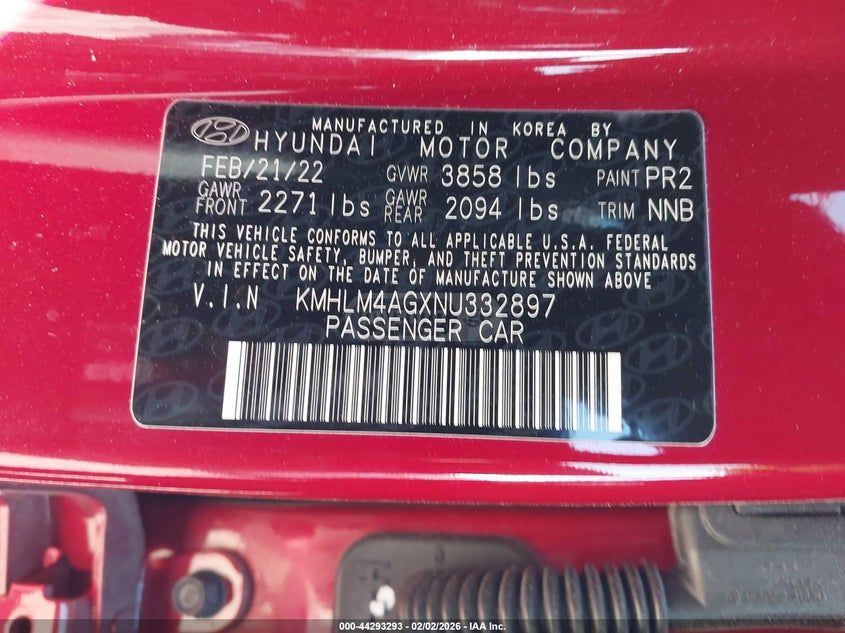 MANUFACTURED IN KOREA BY
HYUNDAI MOTOR COMPANY
FEB/21/22 GVWR 3858 lbs PAINT PR2
GAWR FRONT 2271 lbs GAWR REAR 2094 lbs TRIM NNB
THIS VEHICLE CONFORMS TO ALL APPLICABLE U.S.A. FEDERAL
MOTOR VEHICLE SAFETY, BUMPER, AND THEFT PREVENTION STANDARDS
IN EFFECT ON THE DATE OF MANUFACTURE SHOWN ABOVE
V.I.N KMHLM4AGXNU332897
PASSENGER CAR
000-44293293 - 02/02/2026 - IAA Inc.